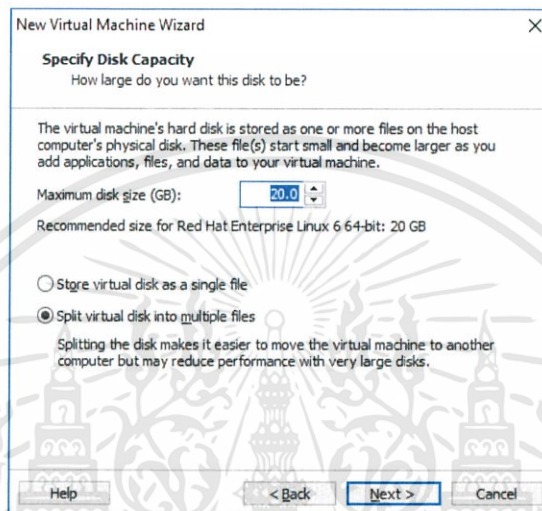 New Virtual Machine Wizard
Specify Disk Capacity
How large do you want this disk to be?
The virtual machine's hard disk is stored as one or more files on the host
computer's physical disk. These file(s) start small and become larger as you
add applications, files, and data to your virtual machine.
Maximum disk size (GB): 20.0
Recommended size for Red Hat Enterprise Linux 6 64-bit: 20 GB
Store virtual disk as a single file
Split virtual disk into multiple files
Splitting the disk makes it easier to move the virtual machine to another
computer but may reduce performance with very large disks.
Help < Back Next > Cancel